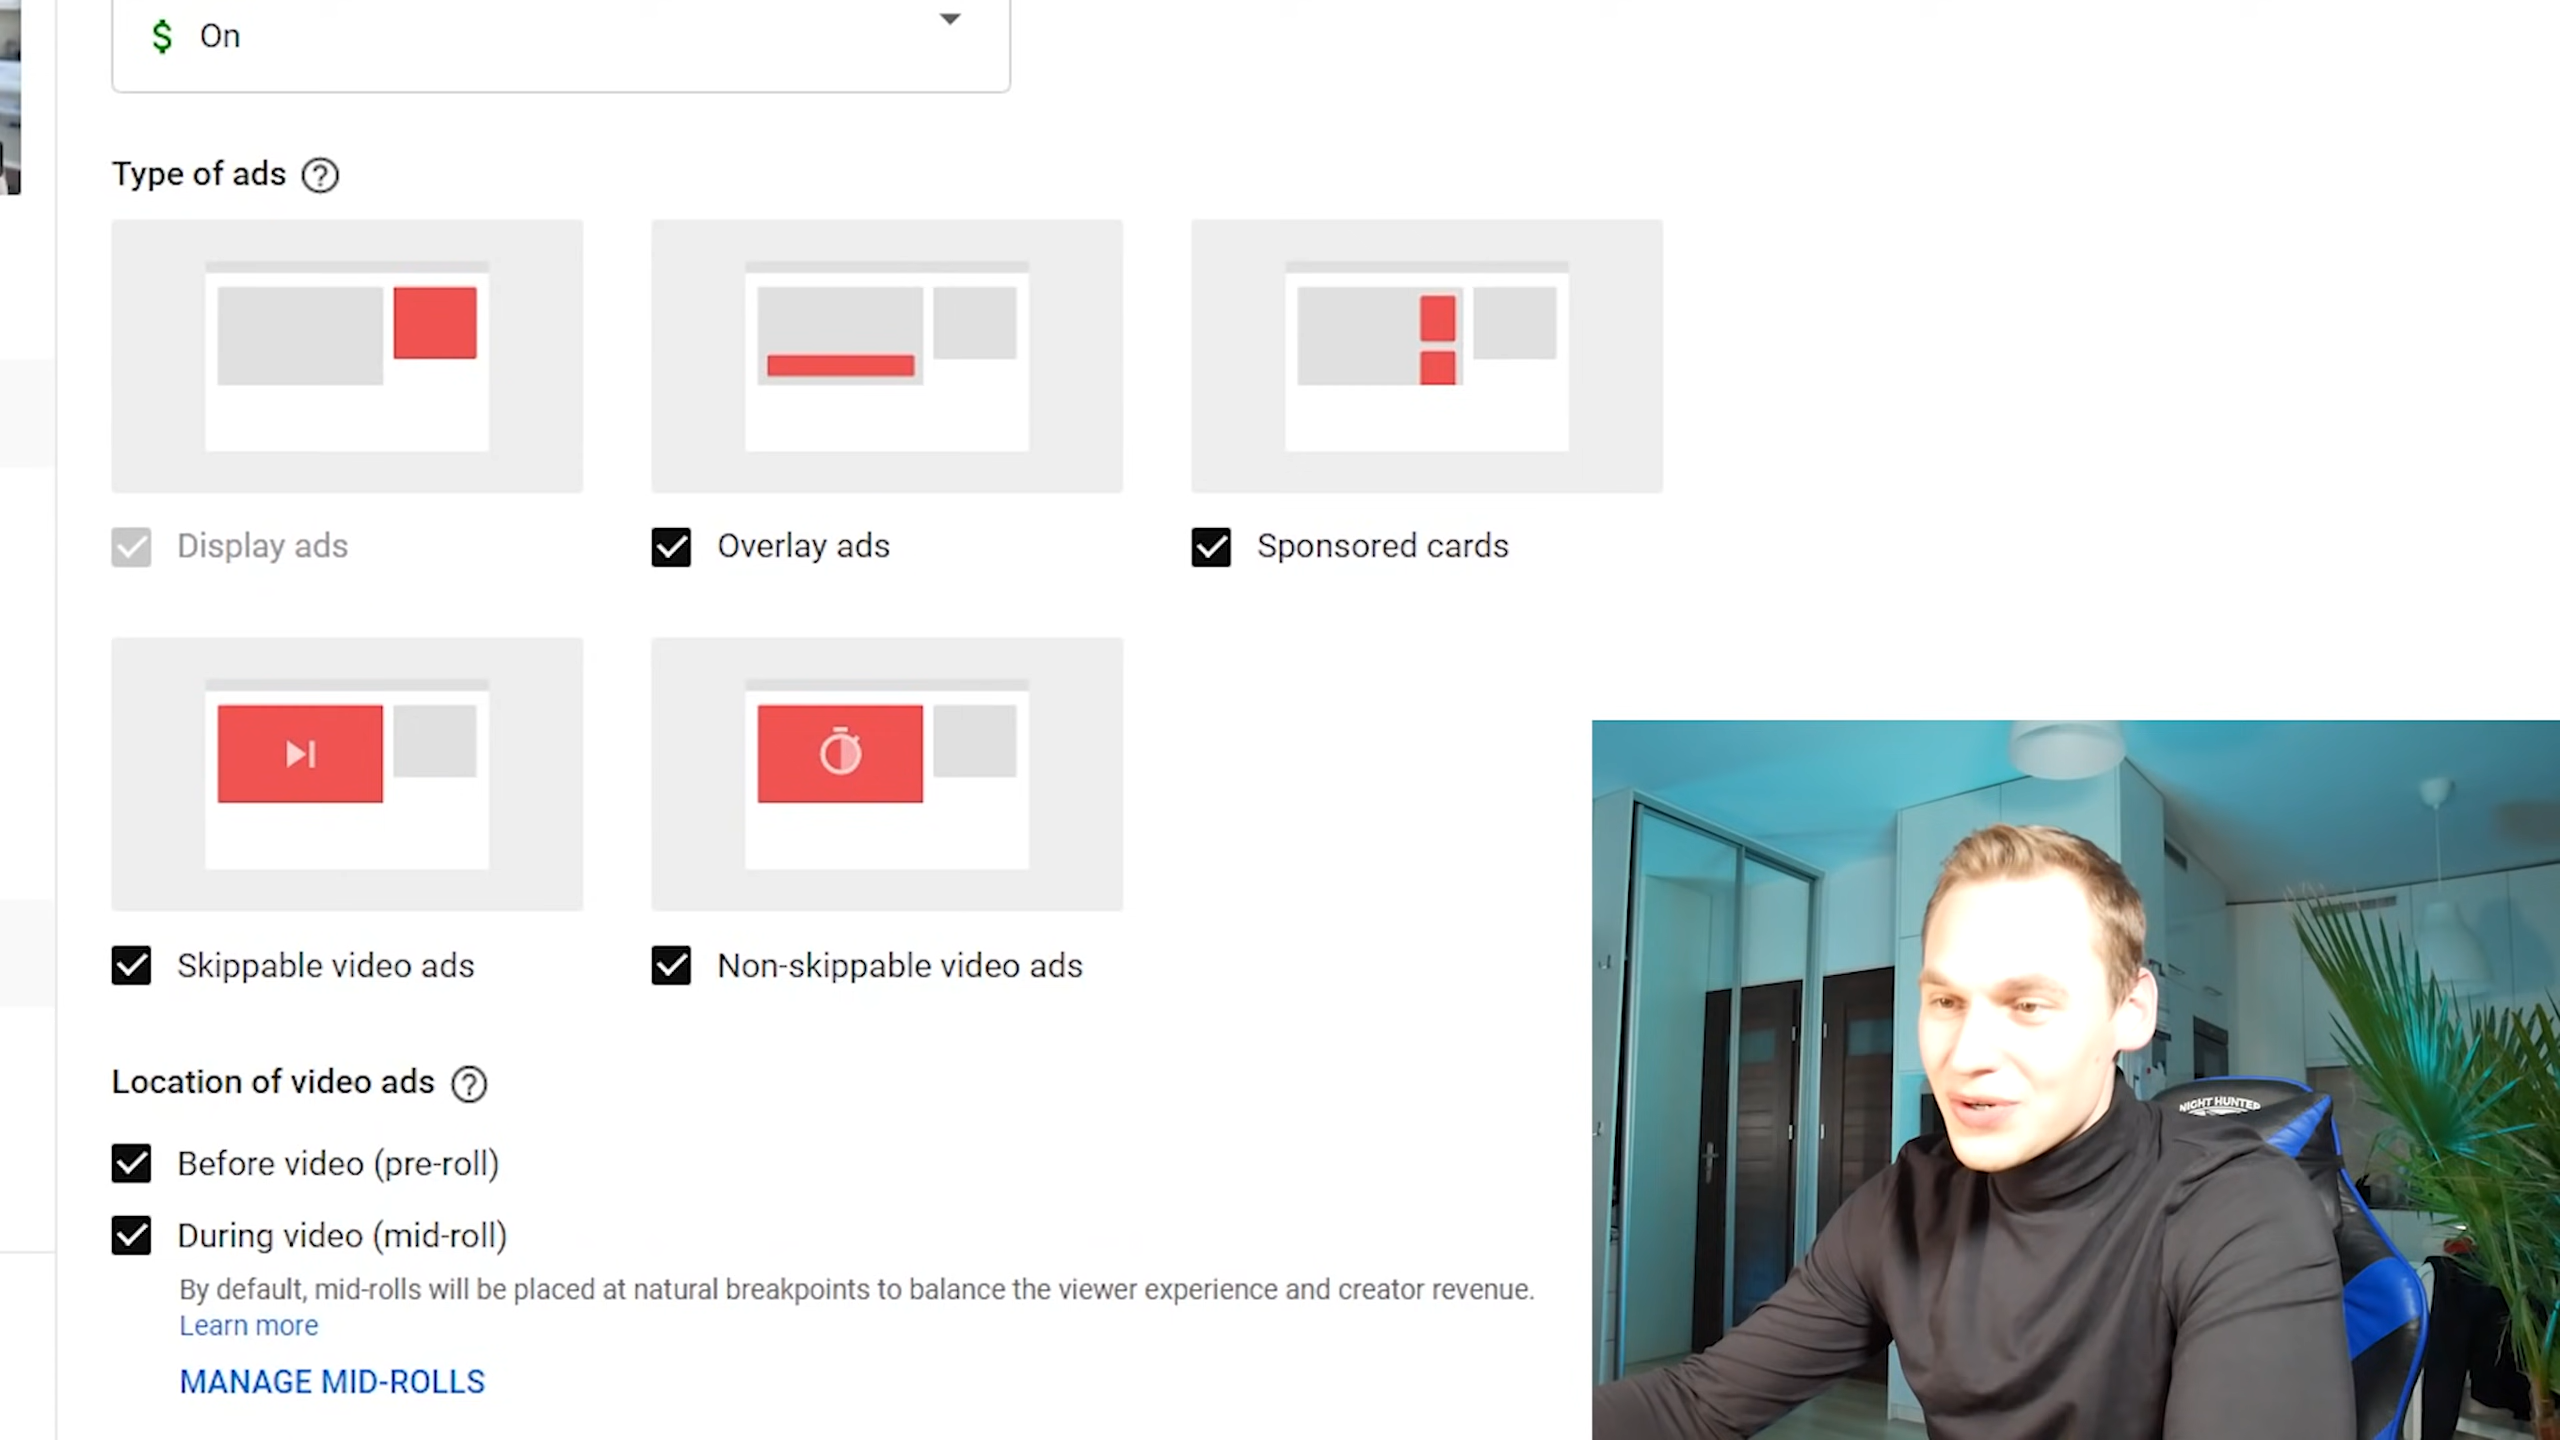 $ On
Type of ads ?
Display ads
Overlay ads
Sponsored cards
Skippable video ads
Non-skippable video ads
Location of video ads ?
Before video (pre-roll)
During video (mid-roll)
By default, mid-rolls will be placed at natural breakpoints to balance the viewer experience and creator revenue.
Learn more
MANAGE MID-ROLLS
NIGHT HUNTER